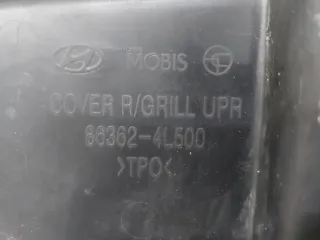 MOBIS
COVER R/GRILL UPR
86362-4L500
>TPO<